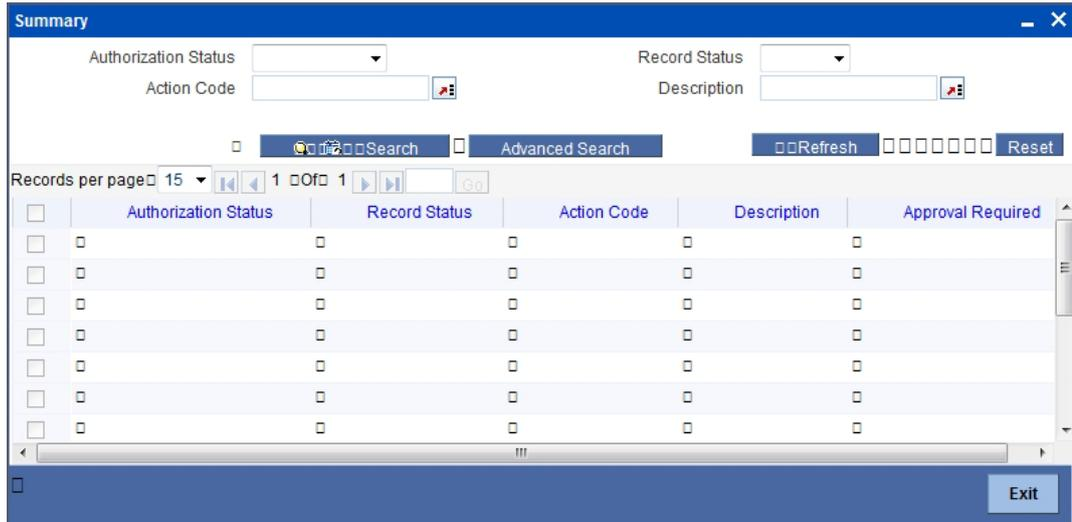 Summary
Authorization Status
Record Status
Action Code
Description
Search
Advanced Search
Refresh
Reset
Records per page 15 1 Of 1 Go
Authorization Status Record Status Action Code Description Approval Required
Exit